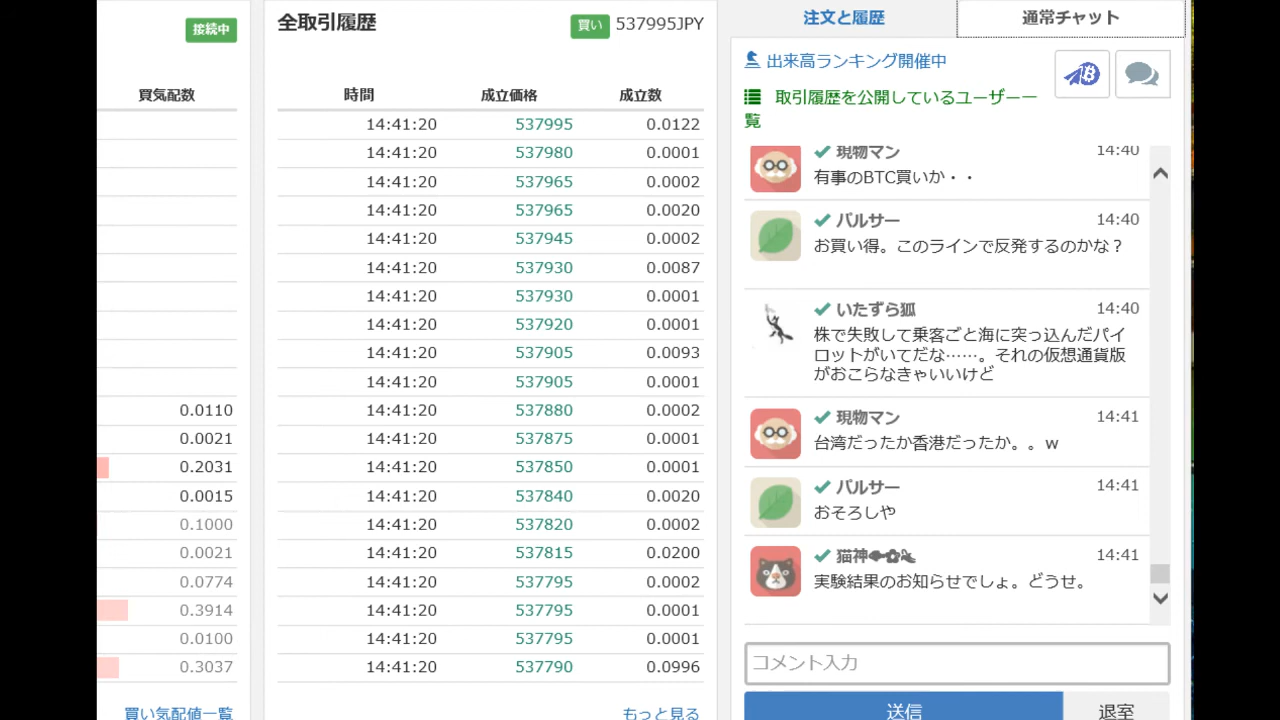 接続中
買気配数
0.0110
0.0021
0.2031
0.0015
0.1000
0.0021
0.0774
0.3914
0.0100
0.3037
買い気配値一覧
全取引履歴 買い 537995JPY
時間 成立価格 成立数
14:41:20 537995 0.0122
14:41:20 537980 0.0001
14:41:20 537965 0.0002
14:41:20 537965 0.0020
14:41:20 537945 0.0002
14:41:20 537930 0.0087
14:41:20 537930 0.0001
14:41:20 537920 0.0001
14:41:20 537905 0.0093
14:41:20 537905 0.0001
14:41:20 537880 0.0002
14:41:20 537875 0.0001
14:41:20 537850 0.0001
14:41:20 537840 0.0020
14:41:20 537820 0.0002
14:41:20 537815 0.0200
14:41:20 537795 0.0002
14:41:20 537795 0.0001
14:41:20 537795 0.0001
14:41:20 537790 0.0996
もっと見る
注文と履歴 通常チャット
出来高ランキング開催中
取引履歴を公開しているユーザー一
覧
現物マン 14:40
有事のBTC買いか・・
バルサー 14:40
お買い得。このラインで反発するのかな？
いたずら狐 14:40
株で失敗して乗客ごと海に突っ込んだパイ
ロットがいてだな……。それの仮想通貨版
がおこらなきゃいいけど
現物マン 14:41
台湾だったか香港だったか。。w
バルサー 14:41
おそろしや
猫神 14:41
実験結果のお知らせでしょ。どうせ。
コメント入力
送信 退室